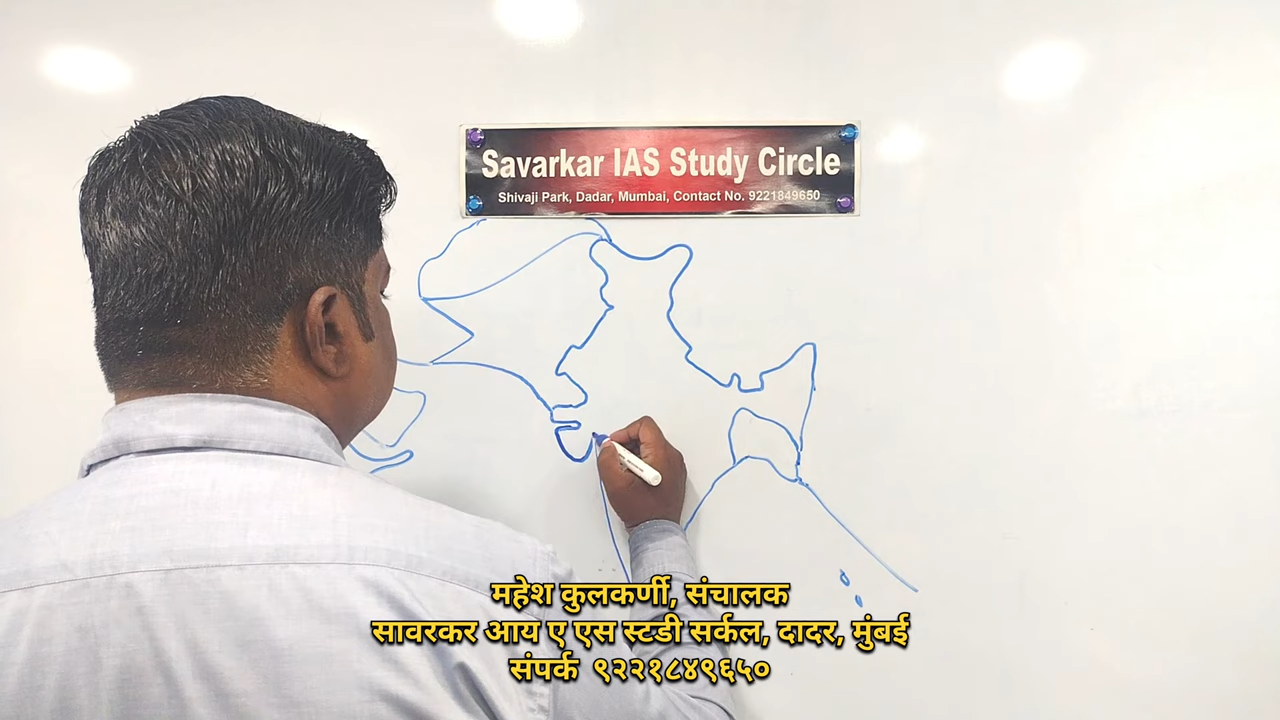 Savarkar IAS Study Circle
Shivaji Park, Dadar, Mumbai, Contact No. 9221849650
महेश कुलकर्णी, संचालक
सावरकर आय ए एस स्टडी सर्कल, दादर, मुंबई
संपर्क ९२२१८४९६५०